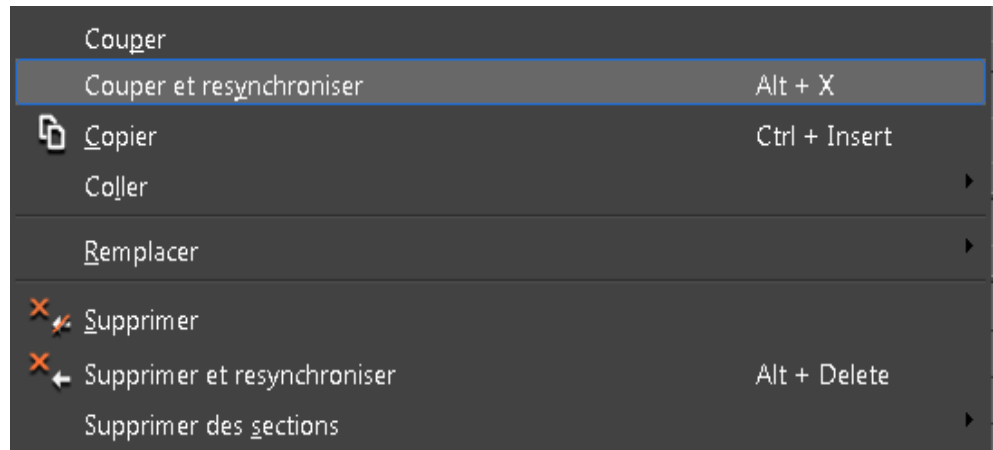 Couper
Couper et resynchroniser Alt + X
Copier Ctrl + Insert
Coller
Remplacer
Supprimer
Supprimer et resynchroniser Alt + Delete
Supprimer des sections